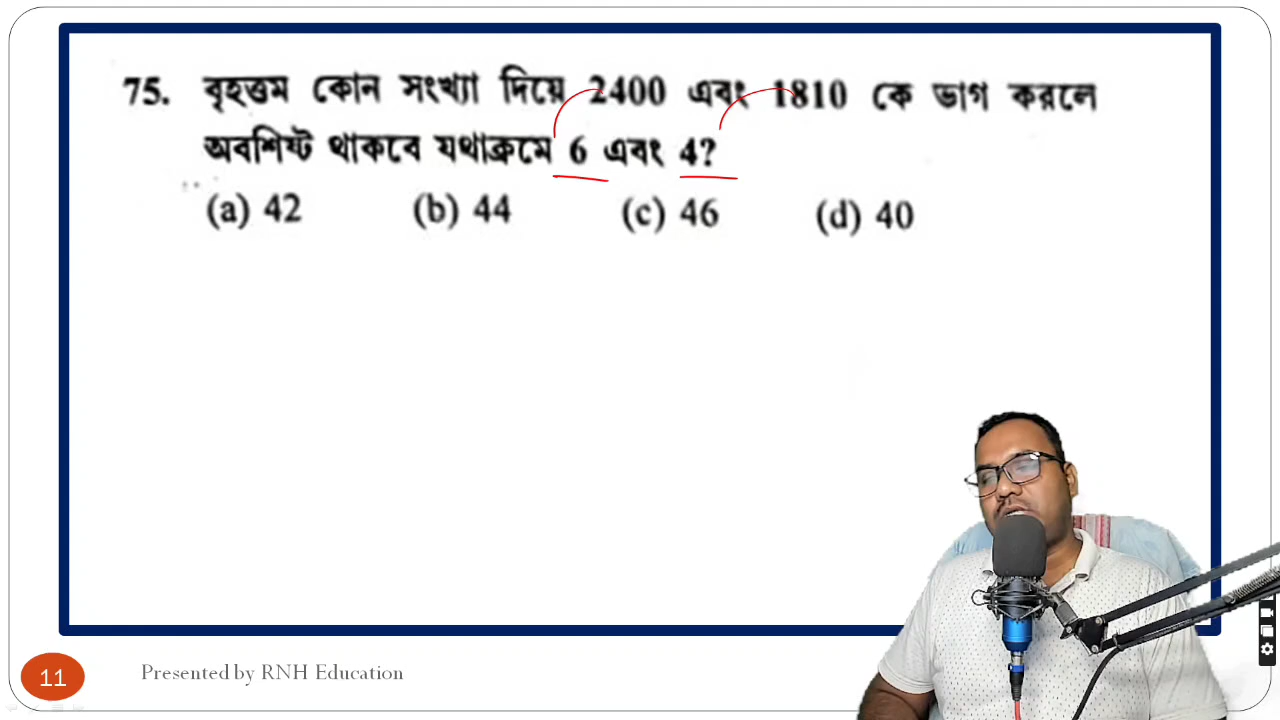 75. বৃহত্তম কোন সংখ্যা দিয়ে 2400 এবং 1810 কে ভাগ করলে
অবশিষ্ট থাকবে যথাক্রমে 6 এবং 4?
(a) 42 (b) 44 (c) 46 (d) 40
11 Presented by RNH Education